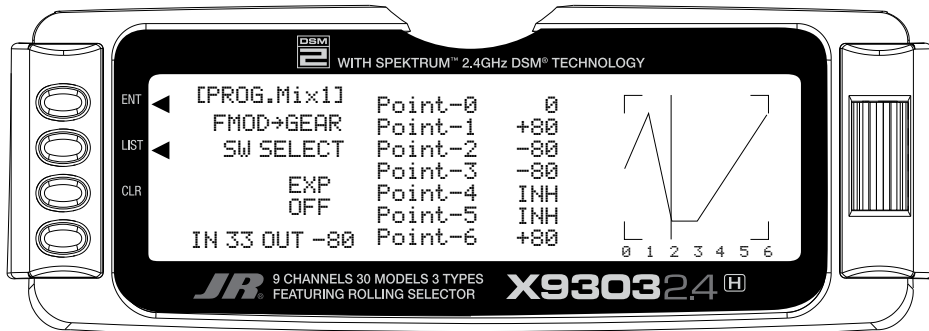 DSM
2
WITH SPEKTRUM™ 2.4GHz DSM® TECHNOLOGY
ENT
LIST
CLR
[PROG.Mix1]
FMOD→GEAR
SW SELECT
EXP
OFF
IN 33 OUT -80
Point-0 0
Point-1 +80
Point-2 -80
Point-3 -80
Point-4 INH
Point-5 INH
Point-6 +80
0 1 2 3 4 5 6
JR®
9 CHANNELS 30 MODELS 3 TYPES
FEATURING ROLLING SELECTOR
X9303 2.4 H